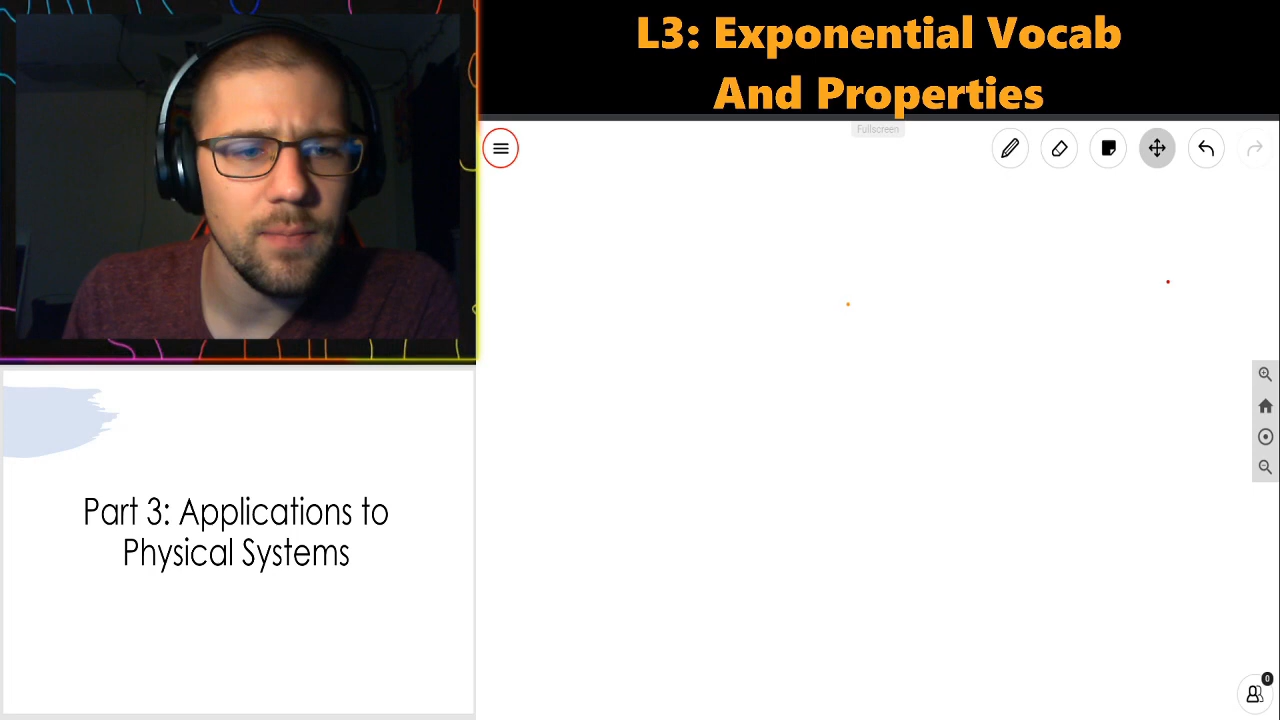 L3: Exponential Vocab
And Properties
Fullscreen
Part 3: Applications to
Physical Systems
0